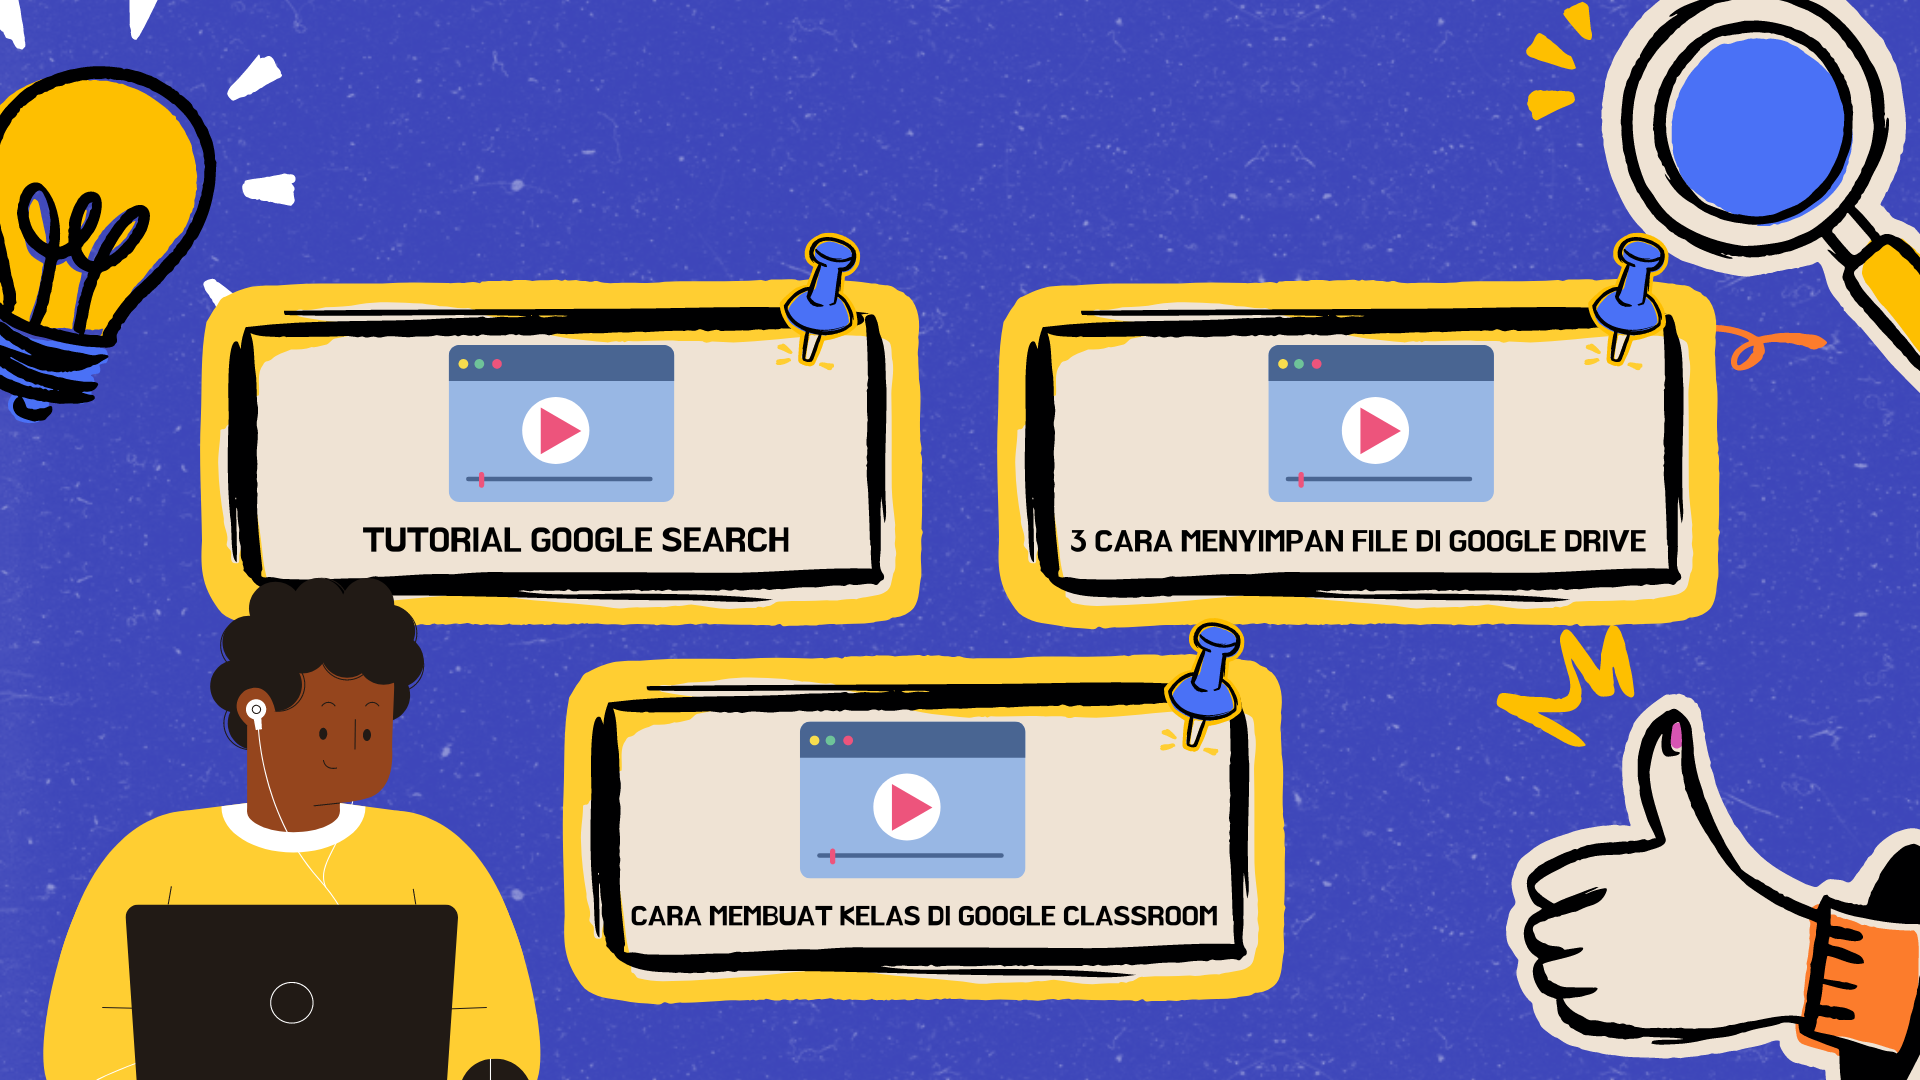 TUTORIAL GOOGLE SEARCH
3 CARA MENYIMPAN FILE DI GOOGLE DRIVE
CARA MEMBUAT KELAS DI GOOGLE CLASSROOM